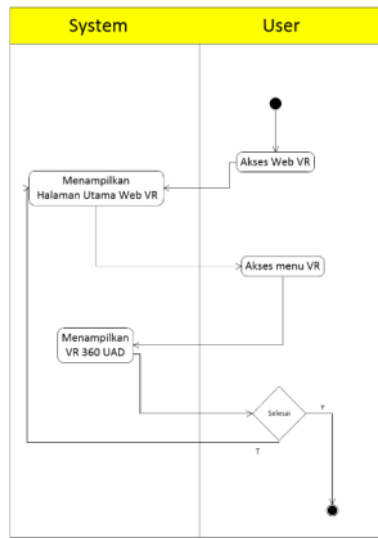 System
User
Akses Web VR
Menampilkan
Halaman Utama Web VR
Akses menu VR
Menampilkan
VR 360 UAD
Selesai
Y
T